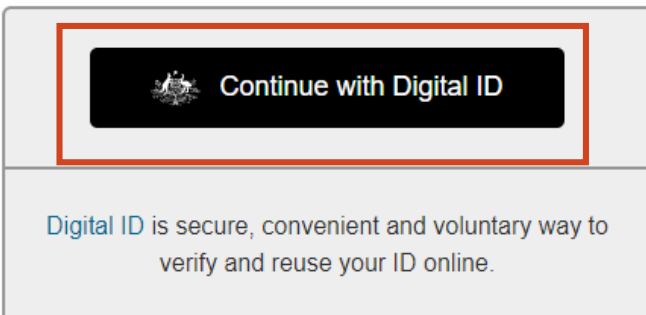 Continue with Digital ID
Digital ID is secure, convenient and voluntary way to
verify and reuse your ID online.